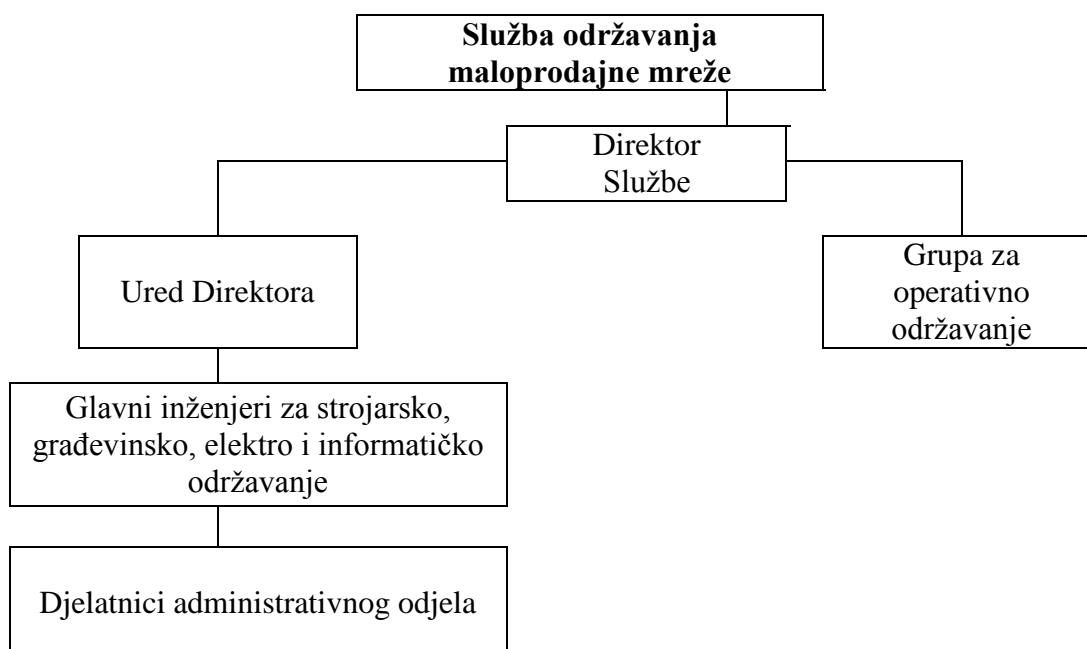 Služba održavanja
maloprodajne mreže
Direktor
Službe
Ured Direktora
Grupa za
operativno
održavanje
Glavni inženjeri za strojarsko,
građevinsko, elektro i informatičko
održavanje
Djelatnici administrativnog odjela